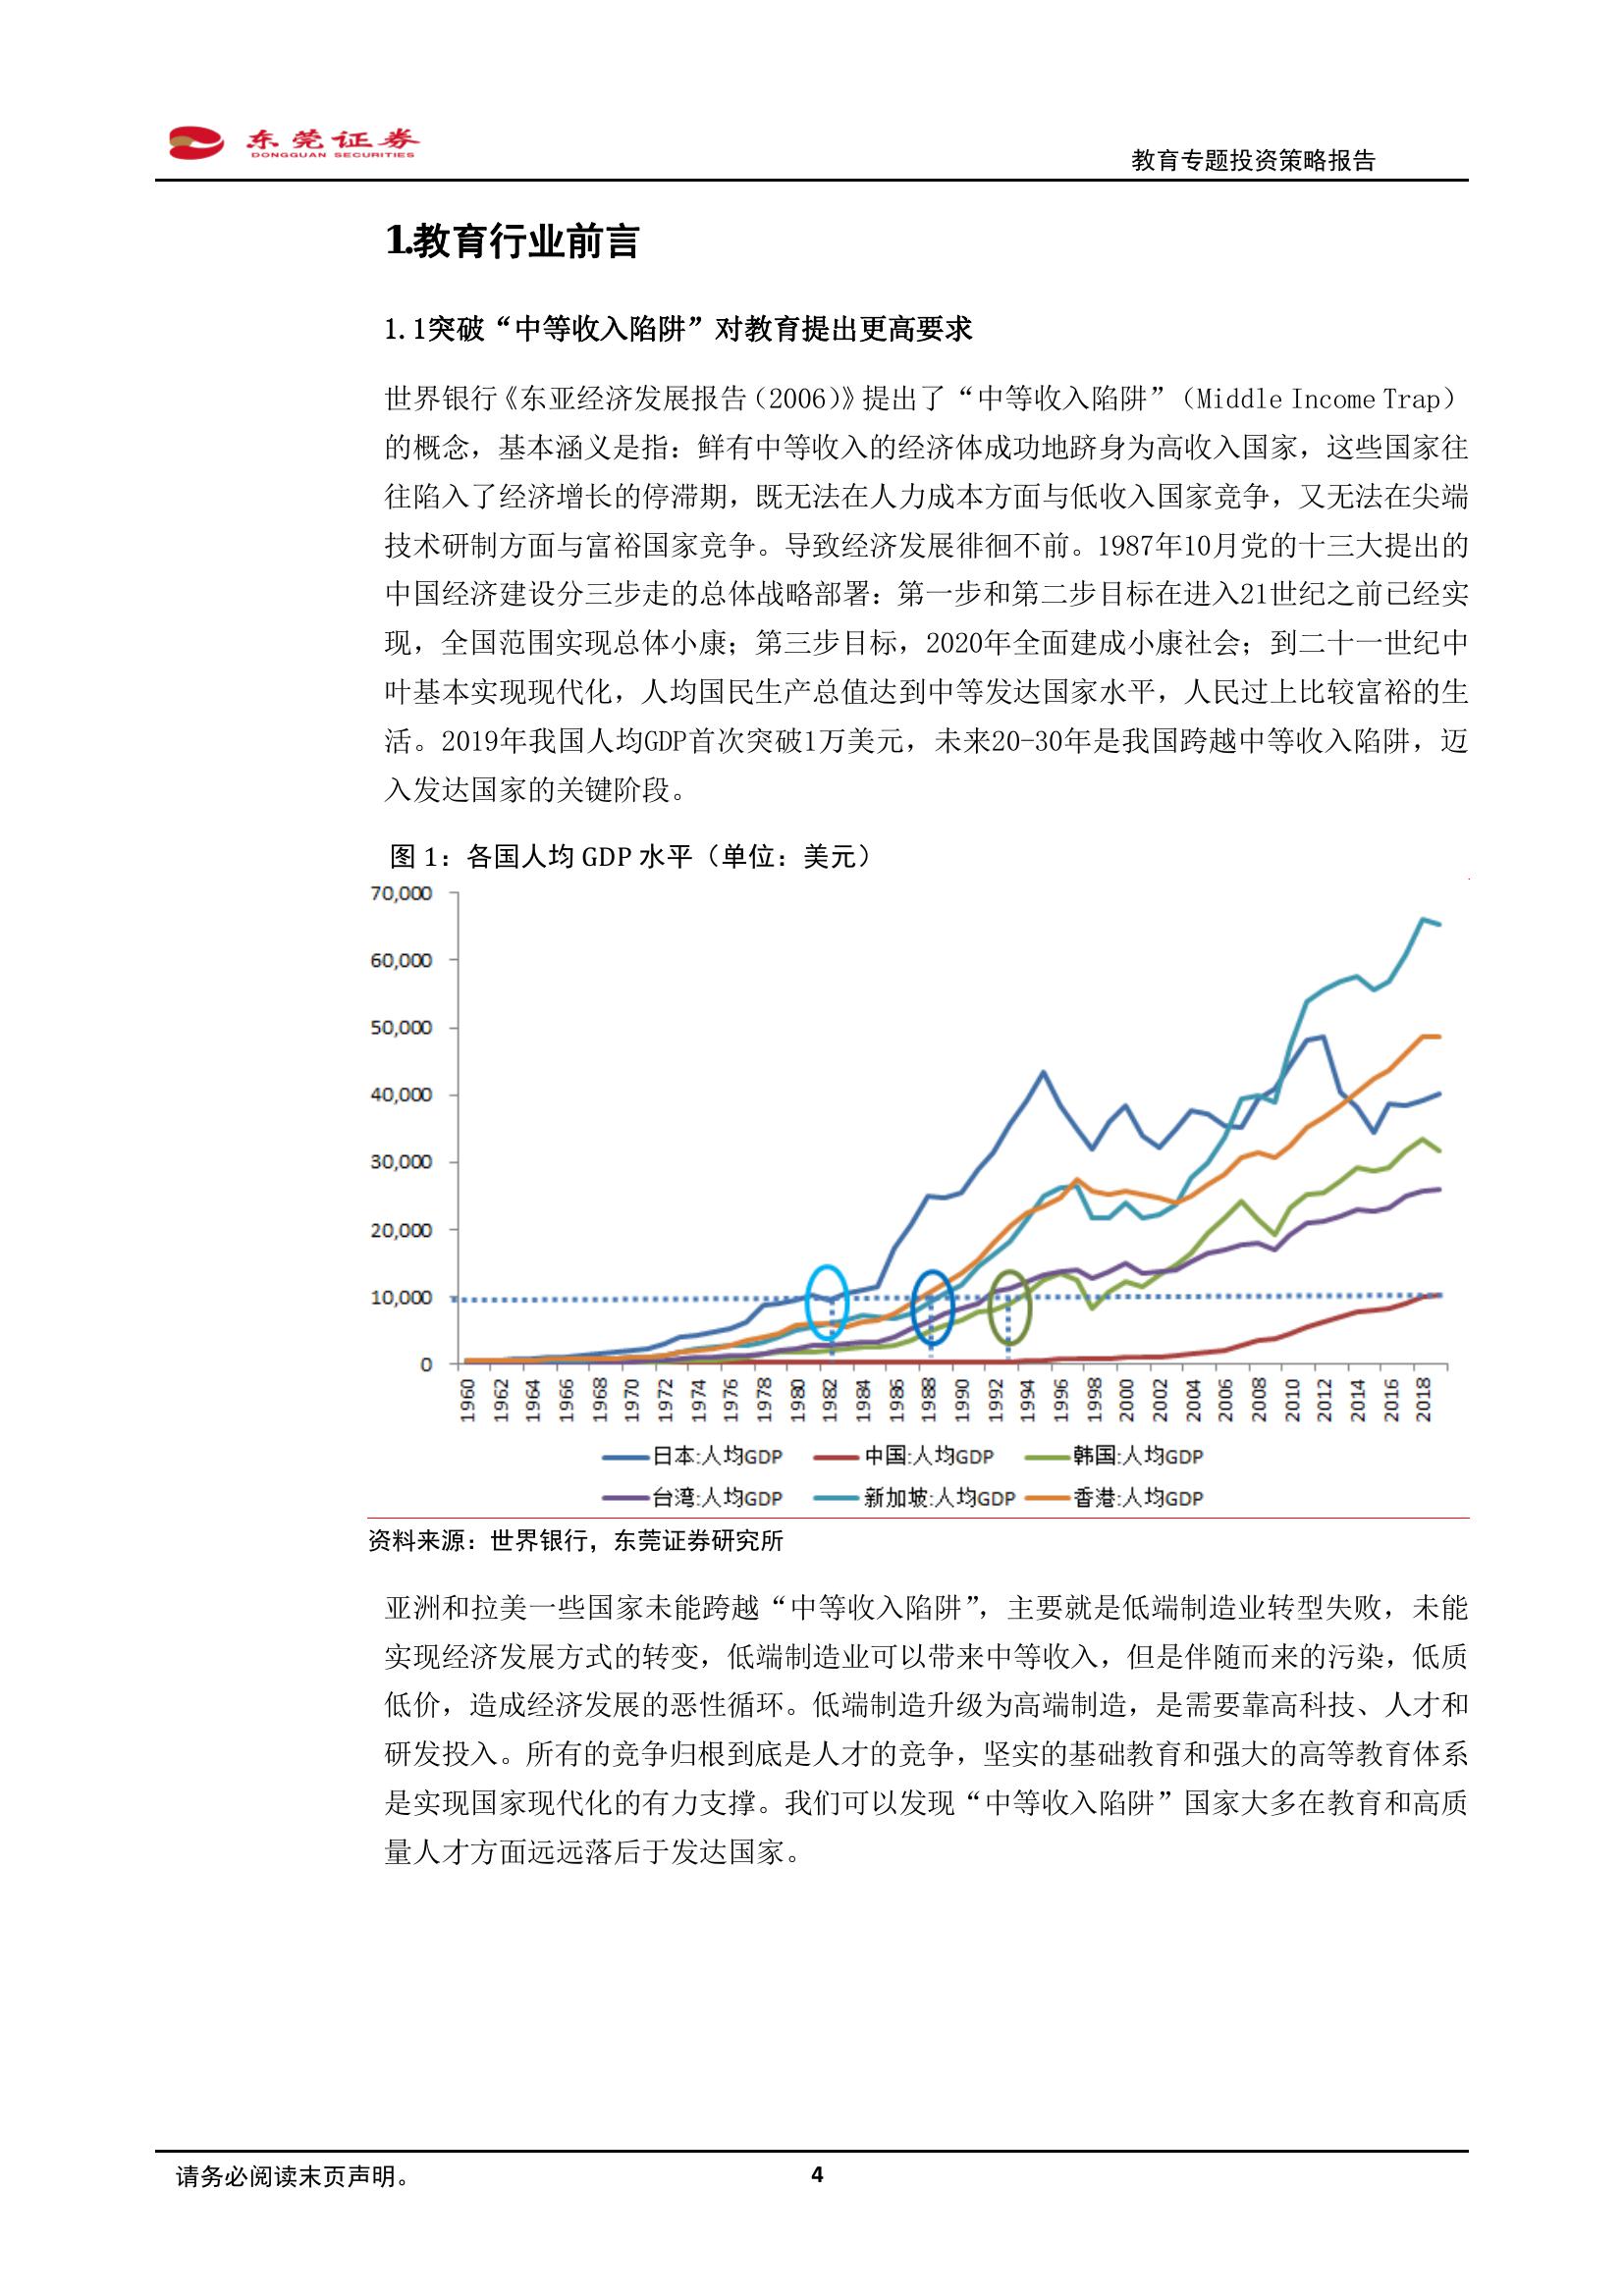 东莞证券
DONGGUAN SECURITIES
教育专题投资策略报告
1.教育行业前言
1.1突破“中等收入陷阱”对教育提出更高要求
世界银行《东亚经济发展报告（2006）》提出了“中等收入陷阱”（Middle Income Trap）
的概念，基本涵义是指：鲜有中等收入的经济体成功地跻身为高收入国家，这些国家往
往陷入了经济增长的停滞期，既无法在人力成本方面与低收入国家竞争，又无法在尖端
技术研制方面与富裕国家竞争。导致经济发展徘徊不前。1987年10月党的十三大提出的
中国经济建设分三步走的总体战略部署：第一步和第二步目标在进入21世纪之前已经实
现，全国范围实现总体小康；第三步目标，2020年全面建成小康社会；到二十一世纪中
叶基本实现现代化，人均国民生产总值达到中等发达国家水平，人民过上比较富裕的生
活。2019年我国人均GDP首次突破1万美元，未来20-30年是我国跨越中等收入陷阱，迈
入发达国家的关键阶段。
图 1：各国人均 GDP 水平（单位：美元）
70,000
60,000
50,000
40,000
30,000
20,000
10,000
0
1960 1962 1964 1966 1968 1970 1972 1974 1976 1978 1980 1982 1984 1986 1988 1990 1992 1994 1996 1998 2000 2002 2004 2006 2008 2010 2012 2014 2016 2018
日本:人均GDP 中国:人均GDP 韩国:人均GDP
台湾:人均GDP 新加坡:人均GDP 香港:人均GDP
资料来源：世界银行，东莞证券研究所
亚洲和拉美一些国家未能跨越“中等收入陷阱”，主要就是低端制造业转型失败，未能
实现经济发展方式的转变，低端制造业可以带来中等收入，但是伴随而来的污染，低质
低价，造成经济发展的恶性循环。低端制造升级为高端制造，是需要靠高科技、人才和
研发投入。所有的竞争归根到底是人才的竞争，坚实的基础教育和强大的高等教育体系
是实现国家现代化的有力支撑。我们可以发现“中等收入陷阱”国家大多在教育和高质
量人才方面远远落后于发达国家。
请务必阅读末页声明。
4